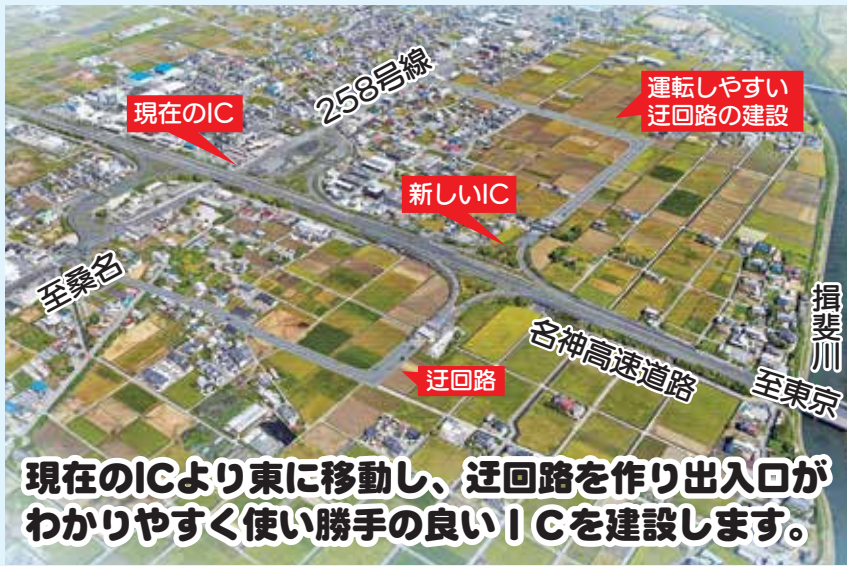 258号線
現在のIC
運転しやすい
迂回路の建設
新しいIC
至桑名
揖斐川
名神高速道路
至東京
迂回路
現在のICより東に移動し、迂回路を作り出入口が
わかりやすく使い勝手の良いＩＣを建設します。